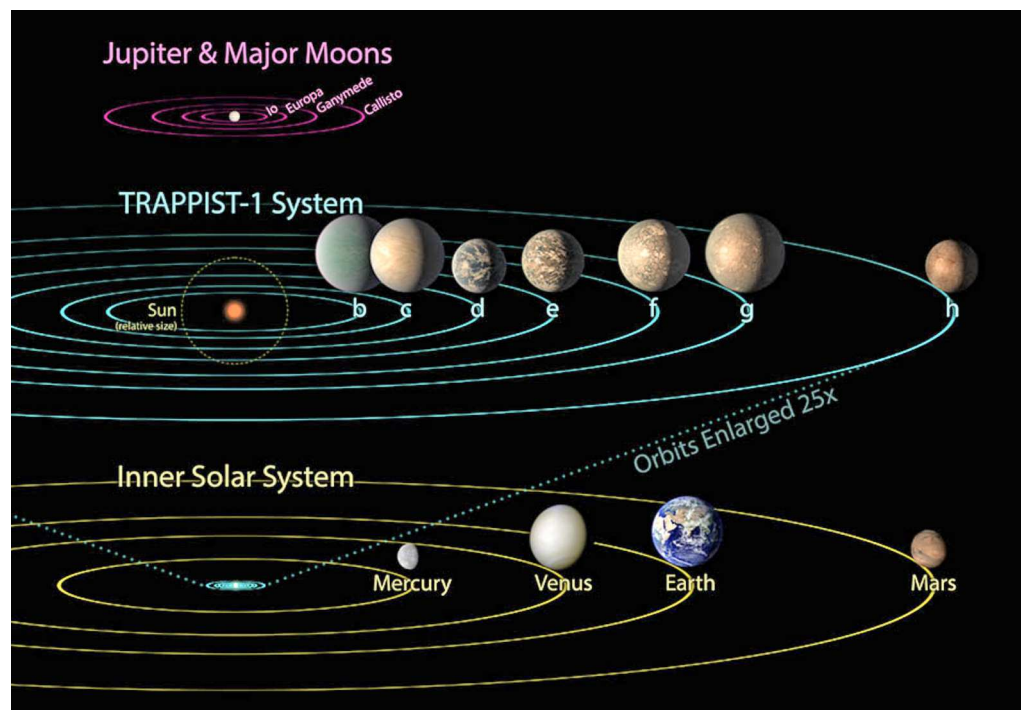 Jupiter & Major Moons
Io
Europa
Ganymede
Callisto
TRAPPIST-1 System
Sun
(relative size)
b
c
d
e
f
g
h
Orbits Enlarged 25x
Inner Solar System
Mercury
Venus
Earth
Mars